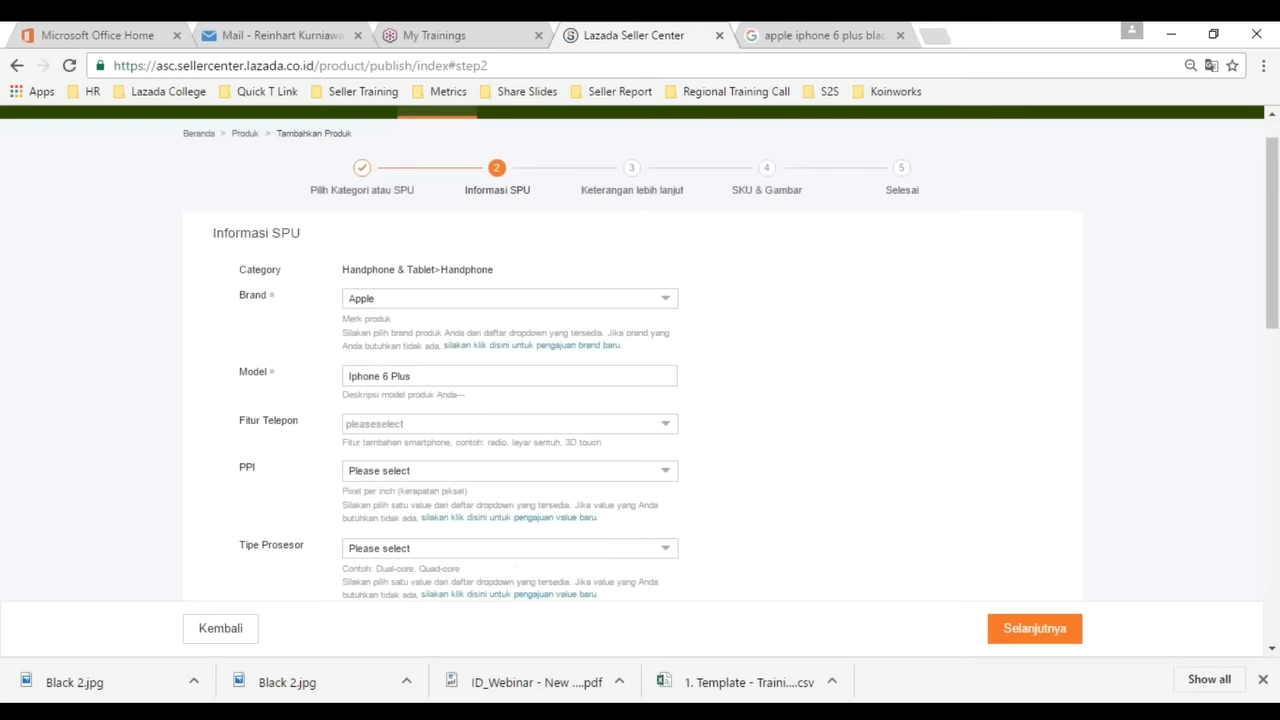 Microsoft Office Home
Mail - Reinhart Kurniawa
My Trainings
Lazada Seller Center
apple iphone 6 plus blac
https://asc.sellercenter.lazada.co.id/product/publish/index#step2
Apps
HR
Lazada College
Quick T Link
Seller Training
Metrics
Share Slides
Seller Report
Regional Training Call
S2S
Koinworks
Beranda > Produk > Tambahkan Produk
2
3
4
5
Pilih Kategori atau SPU
Informasi SPU
Keterangan lebih lanjut
SKU & Gambar
Selesai
Informasi SPU
Category
Handphone & Tablet>Handphone
Brand *
Apple
Merk produk
Silakan pilih brand produk Anda dari daftar dropdown yang tersedia. Jika brand yang
Anda butuhkan tidak ada, silakan klik disini untuk pengajuan brand baru.
Model *
Iphone 6 Plus
Deskripsi model produk Anda—
Fitur Telepon
pleaseselect
Fitur tambahan smartphone, contoh: radio, layar sentuh, 3D touch
PPI
Please select
Pixel per inch (kerapatan piksel)
Silakan pilih satu value dari daftar dropdown yang tersedia. Jika value yang Anda
butuhkan tidak ada, silakan klik disini untuk pengajuan value baru.
Tipe Prosesor
Please select
Contoh: Dual-core, Quad-core
Silakan pilih satu value dari daftar dropdown yang tersedia. Jika value yang Anda
butuhkan tidak ada, silakan klik disini untuk pengajuan value baru.
Kembali
Selanjutnya
Black 2.jpg
Black 2.jpg
ID_Webinar - New ....pdf
1. Template - Traini....csv
Show all